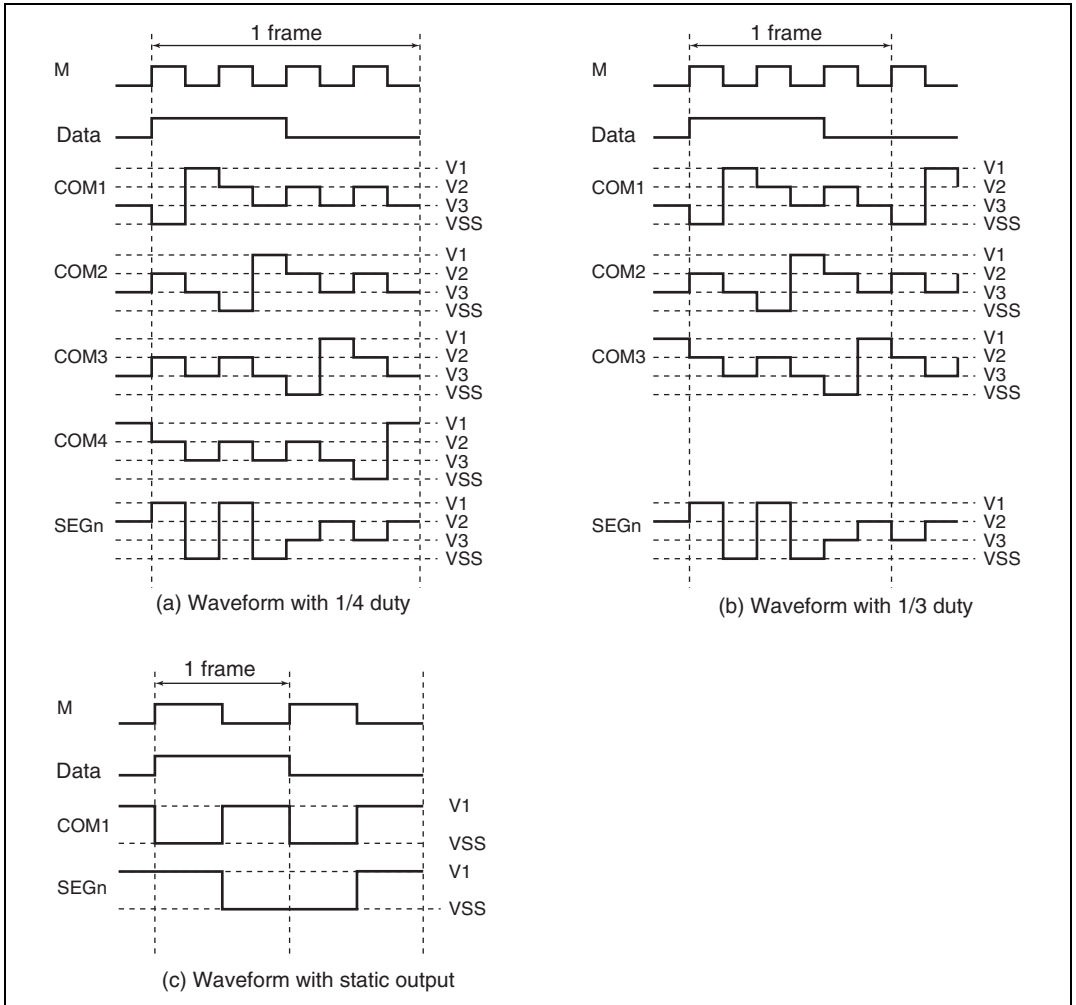 1 frame
M
Data
COM1
V1
V2
V3
VSS
COM2
V1
V2
V3
VSS
COM3
V1
V2
V3
VSS
COM4
V1
V2
V3
VSS
SEGn
V1
V2
V3
VSS
(a) Waveform with 1/4 duty
1 frame
M
Data
COM1
V1
V2
V3
VSS
COM2
V1
V2
V3
VSS
COM3
V1
V2
V3
VSS
SEGn
V1
V2
V3
VSS
(b) Waveform with 1/3 duty
1 frame
M
Data
COM1
V1
VSS
SEGn
V1
VSS
(c) Waveform with static output